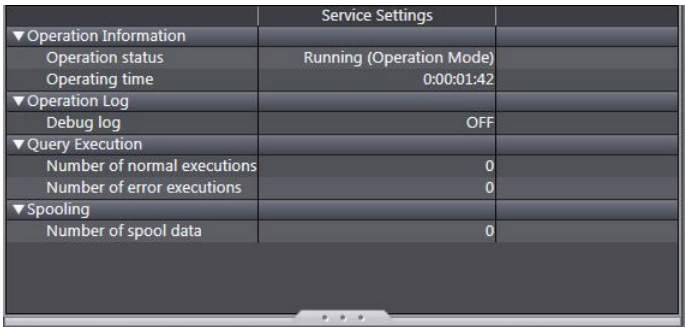 Service Settings
▼Operation Information
Operation status Running (Operation Mode)
Operating time 0:00:01:42
▼Operation Log
Debug log OFF
▼Query Execution
Number of normal executions 0
Number of error executions 0
▼Spooling
Number of spool data 0